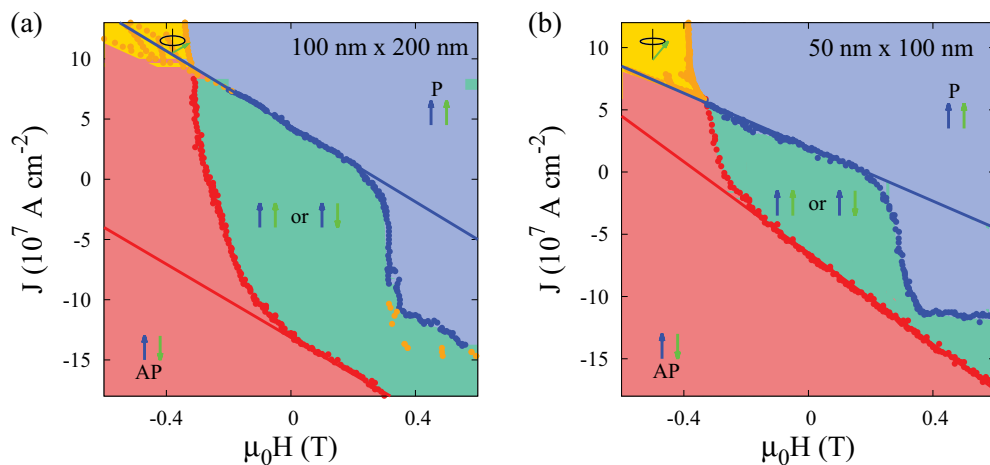 (a)
100 nm x 200 nm
P
or
AP
J (10⁷ A cm⁻²)
10
5
0
-5
-10
-15
-0.4
0
0.4
μ₀H (T)
(b)
50 nm x 100 nm
P
or
AP
J (10⁷ A cm⁻²)
10
5
0
-5
-10
-15
-0.4
0
0.4
μ₀H (T)